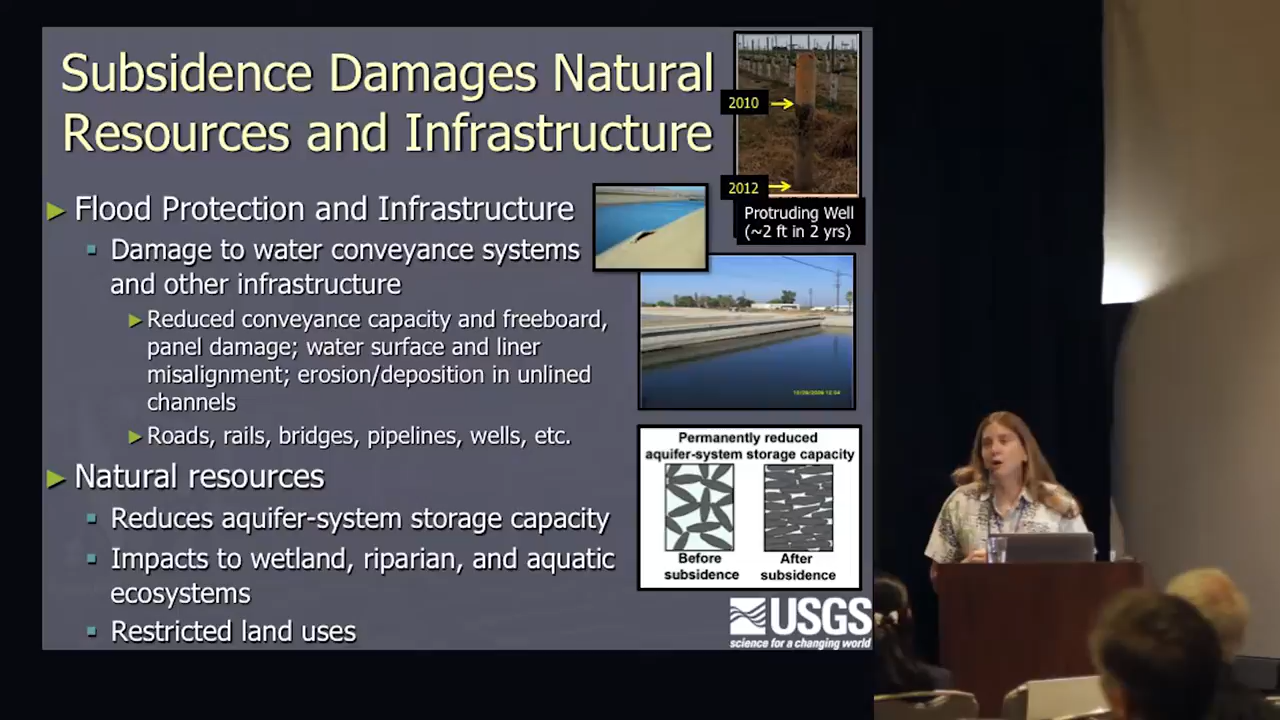 Subsidence Damages Natural
Resources and Infrastructure
► Flood Protection and Infrastructure
▪ Damage to water conveyance systems
and other infrastructure
► Reduced conveyance capacity and freeboard,
panel damage; water surface and liner
misalignment; erosion/deposition in unlined
channels
► Roads, rails, bridges, pipelines, wells, etc.
► Natural resources
▪ Reduces aquifer-system storage capacity
▪ Impacts to wetland, riparian, and aquatic
ecosystems
▪ Restricted land uses
2010
2012
Protruding Well
(~2 ft in 2 yrs)
Permanently reduced
aquifer-system storage capacity
Before
subsidence
After
subsidence
USGS
science for a changing world